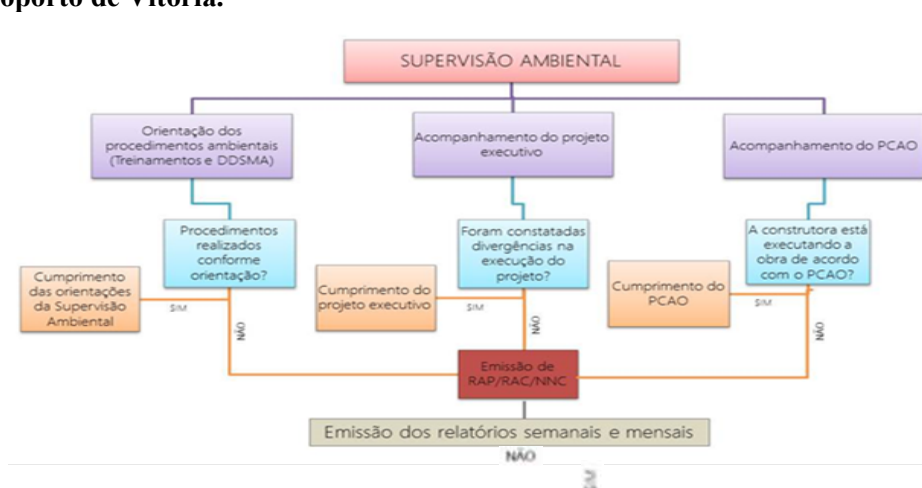 oporto de Vitória.
SUPERVISÃO AMBIENTAL
Orientação dos
procedimentos ambientais
(Treinamentos e DDSMA)
Acompanhamento do projeto
executivo
Acompanhamento do PCAO
Procedimentos
realizados
conforme
orientação?
Foram constatadas
divergências na
execução do
projeto?
A construtora está
executando a
obra de acordo
com o PCAO?
Cumprimento
das orientações
da Supervisão
Ambiental
SIM
NÃO
Cumprimento do
projeto executivo
SIM
NÃO
Cumprimento do
PCAO
SIM
NÃO
Emissão de
RAP/RAC/NNC
Emissão dos relatórios semanais e mensais
NÃO
SIM